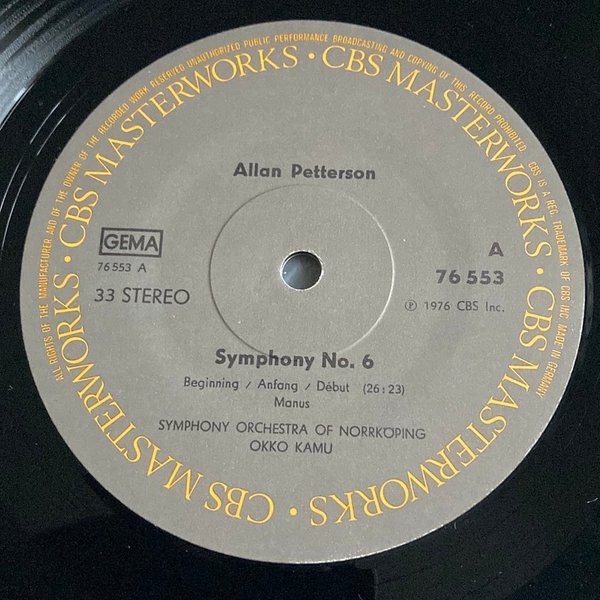 ALL RIGHTS OF THE MANUFACTURER AND OF THE OWNER OF THE RECORDED WORK RESERVED UNAUTHORIZED PUBLIC PERFORMANCE BROADCASTING AND COPYING OF THIS RECORD PROHIBITED. CBS IS A REG. TRADEMARK OF CBS INC. MADE IN GERMANY
CBS MASTERWORKS · CBS MASTERWORKS · CBS MASTERWORKS · CBS MASTERWORKS ·
Allan Petterson
GEMA
A
76 553 A
76 553
33 STEREO
℗ 1976 CBS Inc.
Symphony No. 6
Beginning / Anfang / Début (26:23)
Manus
SYMPHONY ORCHESTRA OF NORRKÖPING
OKKO KAMU